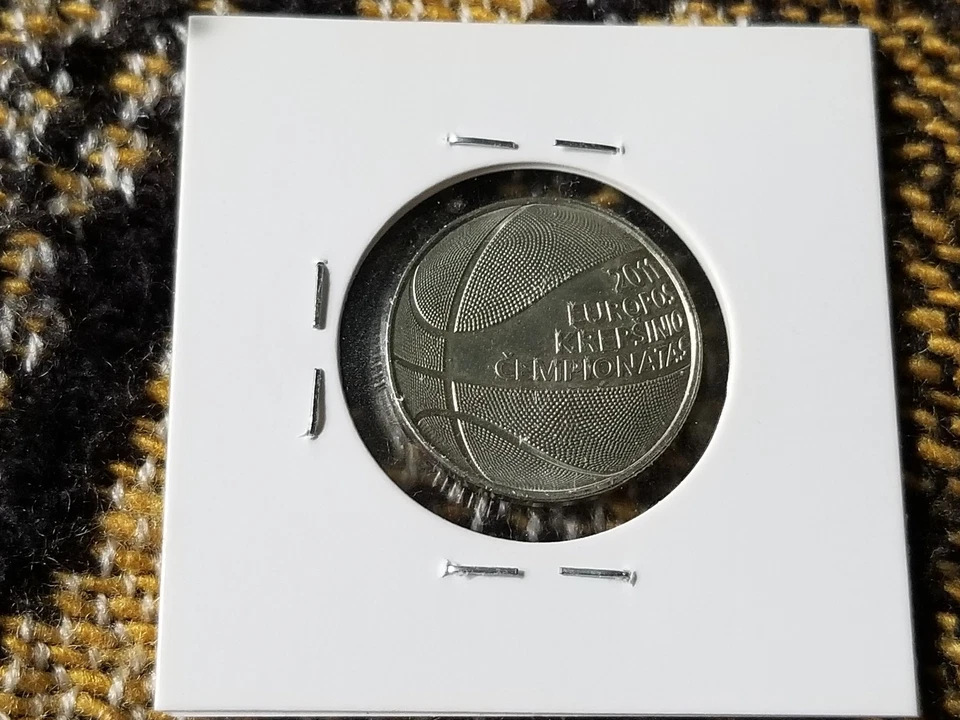 2011
EUROPOS
KREPŠINIO
ČEMPIONATAS